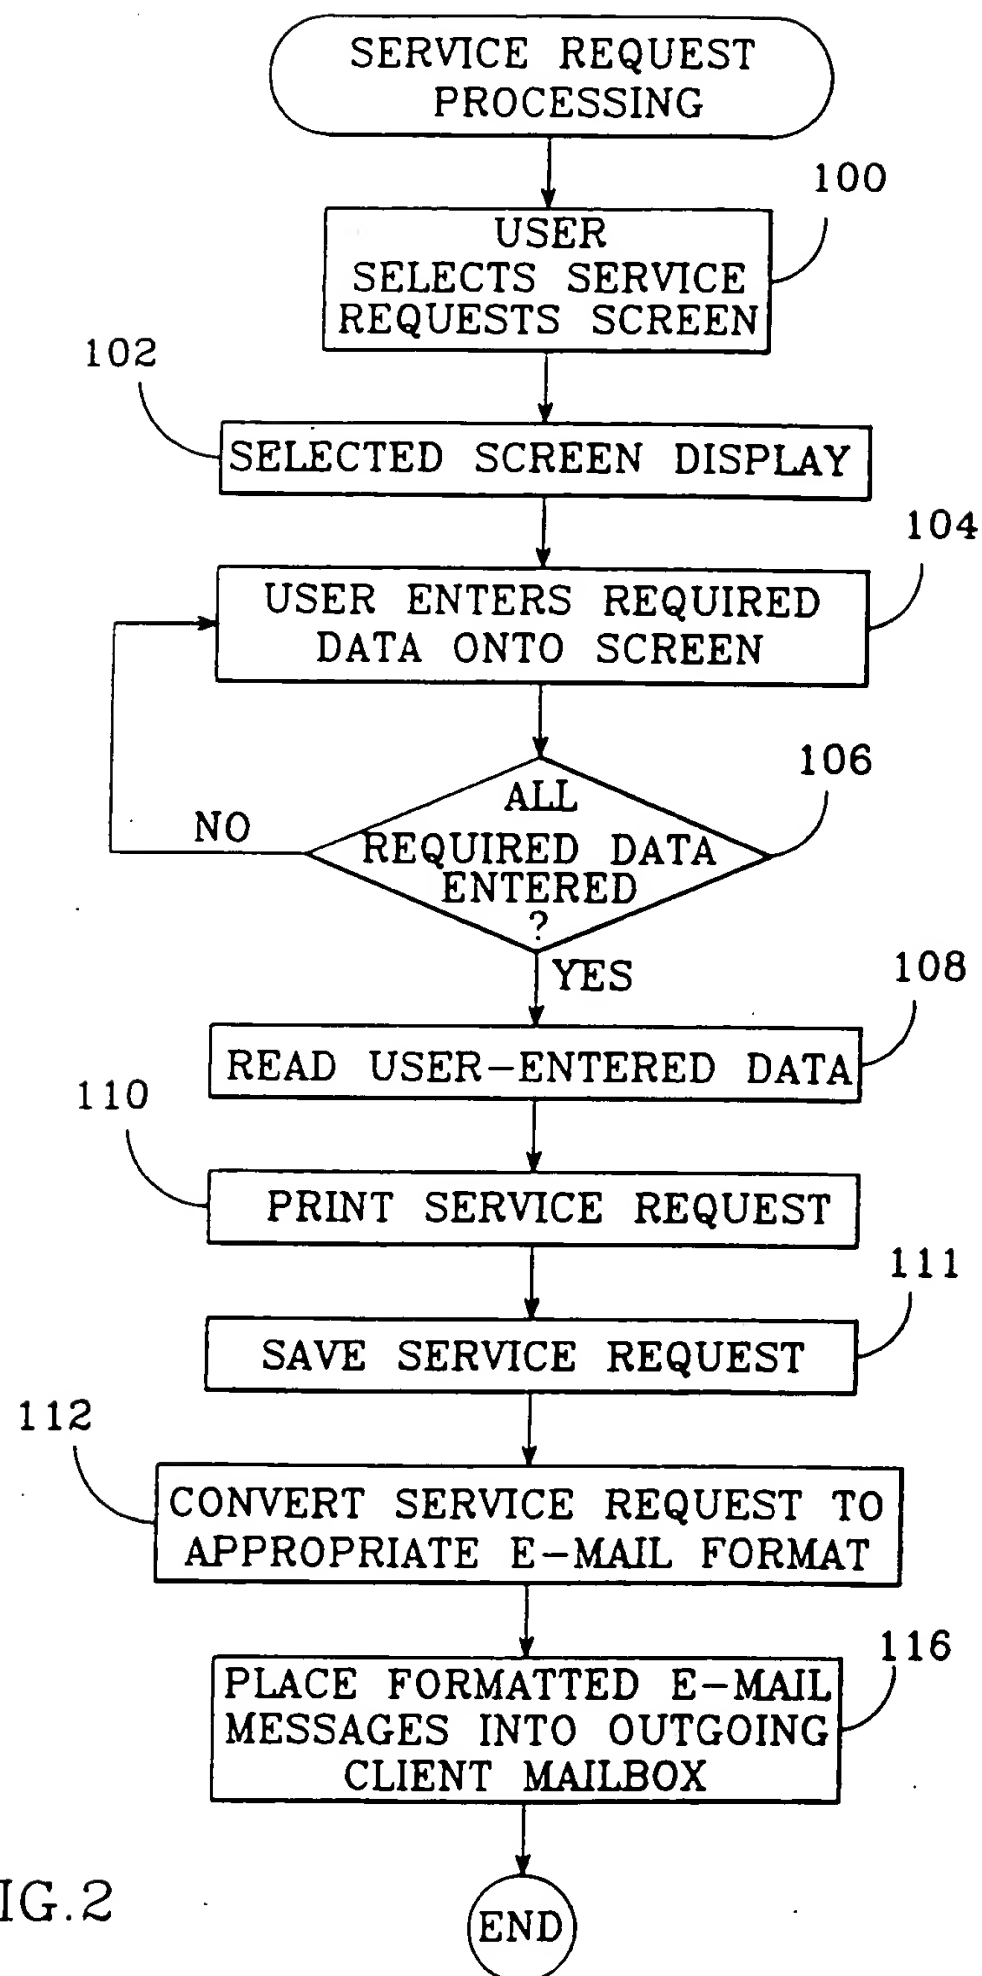 SERVICE REQUEST
PROCESSING
100
USER
SELECTS SERVICE
REQUESTS SCREEN
102
SELECTED SCREEN DISPLAY
104
USER ENTERS REQUIRED
DATA ONTO SCREEN
106
ALL
REQUIRED DATA
ENTERED
?
NO
YES
108
READ USER-ENTERED DATA
110
PRINT SERVICE REQUEST
111
SAVE SERVICE REQUEST
112
CONVERT SERVICE REQUEST TO
APPROPRIATE E-MAIL FORMAT
116
PLACE FORMATTED E-MAIL
MESSAGES INTO OUTGOING
CLIENT MAILBOX
END
IG.2